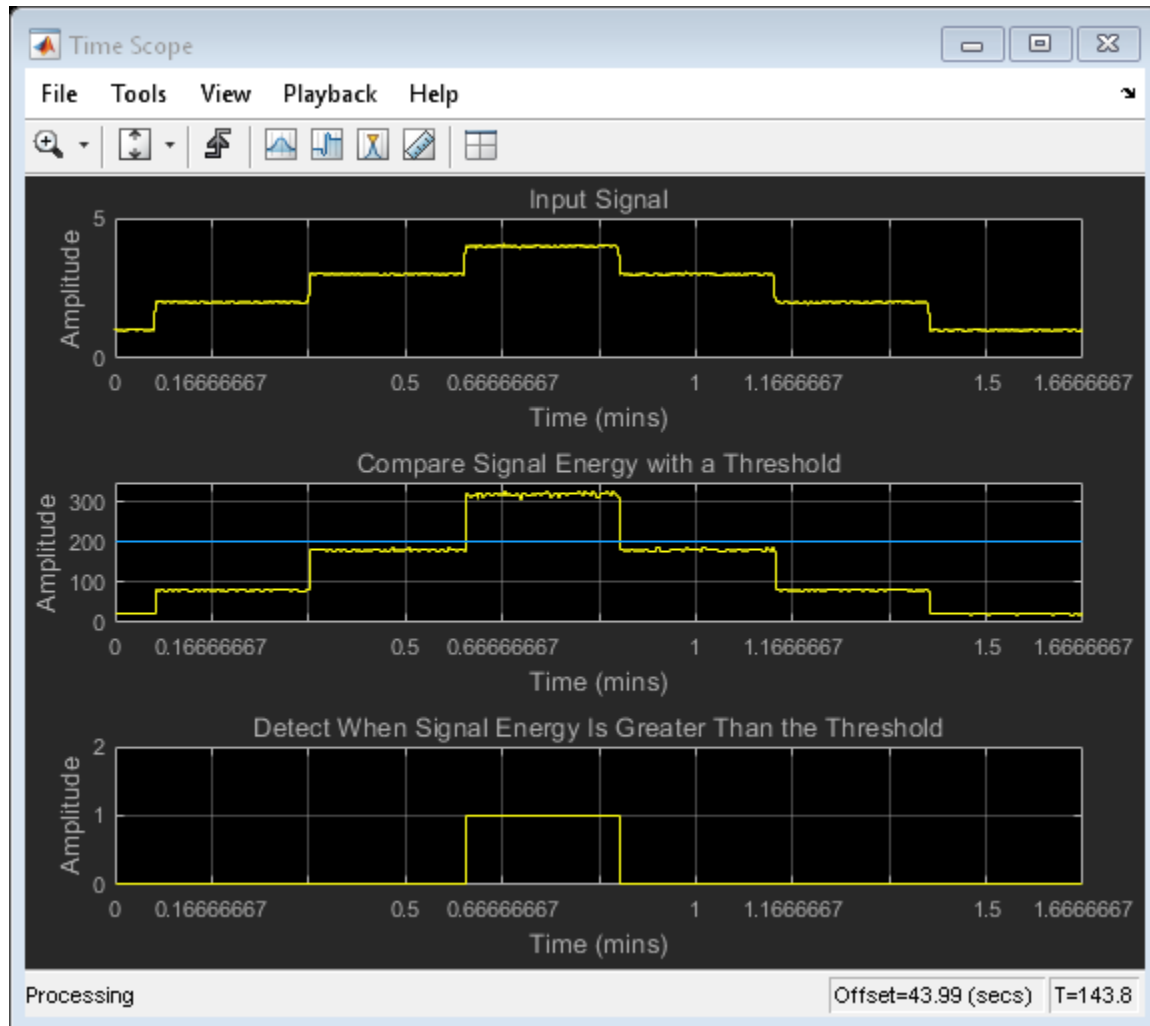 Time Scope
File Tools View Playback Help
Input Signal
Amplitude
5
0
0 0.16666667 0.5 0.66666667 1 1.1666667 1.5 1.6666667
Time (mins)
Compare Signal Energy with a Threshold
Amplitude
300
200
100
0
0 0.16666667 0.5 0.66666667 1 1.1666667 1.5 1.6666667
Time (mins)
Detect When Signal Energy Is Greater Than the Threshold
Amplitude
2
1
0
0 0.16666667 0.5 0.66666667 1 1.1666667 1.5 1.6666667
Time (mins)
Processing Offset=43.99 (secs) T=143.8